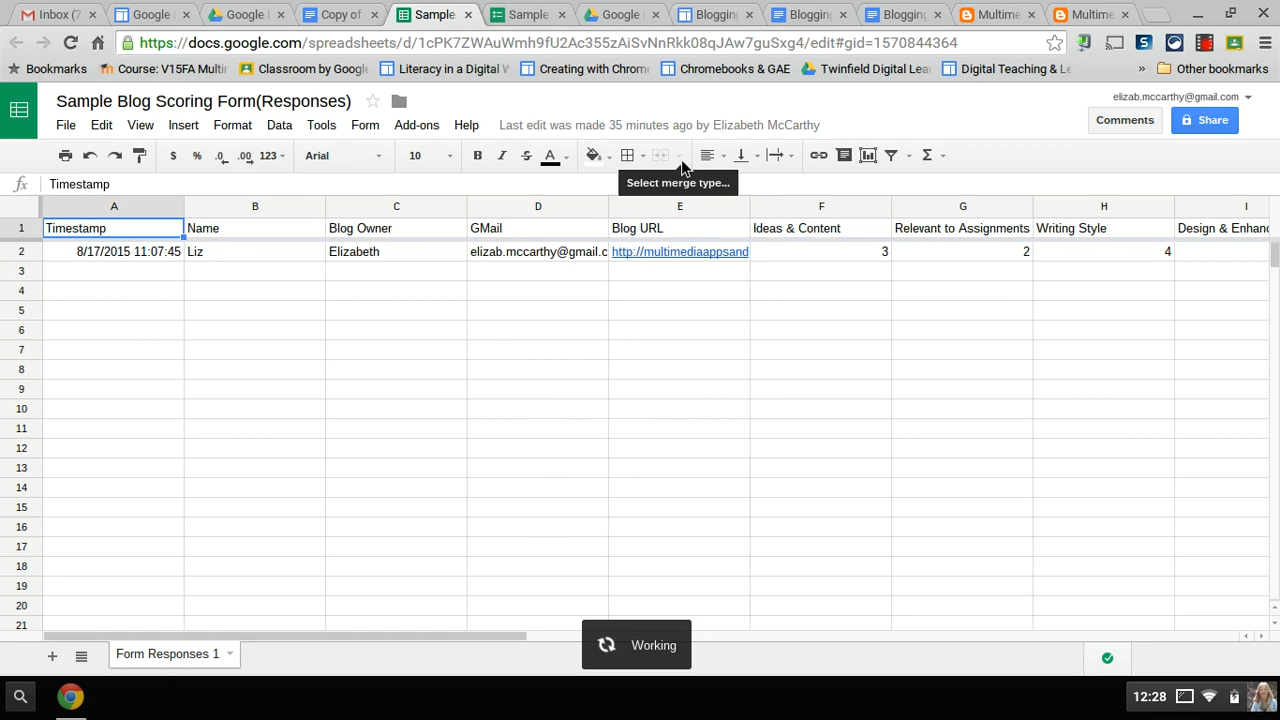 Inbox (
Google
Google
Copy o
Sample
Sample
Google
Blogging
Blogging
Blogging
Multime
Multime
https://docs.google.com/spreadsheets/d/1cPK7ZWAuWmh9fU2Ac355zAiSvNnRkk08qJAw7guSxg4/edit#gid=1570844364
Bookmarks Course: V15FA Multi Classroom by Google Literacy in a Digital W Creating with Chrom Chromebooks & GAE Twinfield Digital Lea Digital Teaching & Le » Other bookmarks
Sample Blog Scoring Form(Responses)
elizab.mccarthy@gmail.com
File Edit View Insert Format Data Tools Form Add-ons Help Last edit was made 35 minutes ago by Elizabeth McCarthy
Comments Share
$ % .0 .00 123 Arial 10 B I S A Σ
Select merge type...
fx Timestamp
A B C D E F G H I
1 Timestamp Name Blog Owner GMail Blog URL Ideas & Content Relevant to Assignments Writing Style Design & Enhanc
2 8/17/2015 11:07:45 Liz Elizabeth elizab.mccarthy@gmail.c http://multimediaappsand 3 2 4
3
4
5
6
7
8
9
10
11
12
13
14
15
16
17
18
19
20
21
Working
+ Form Responses 1
12:28